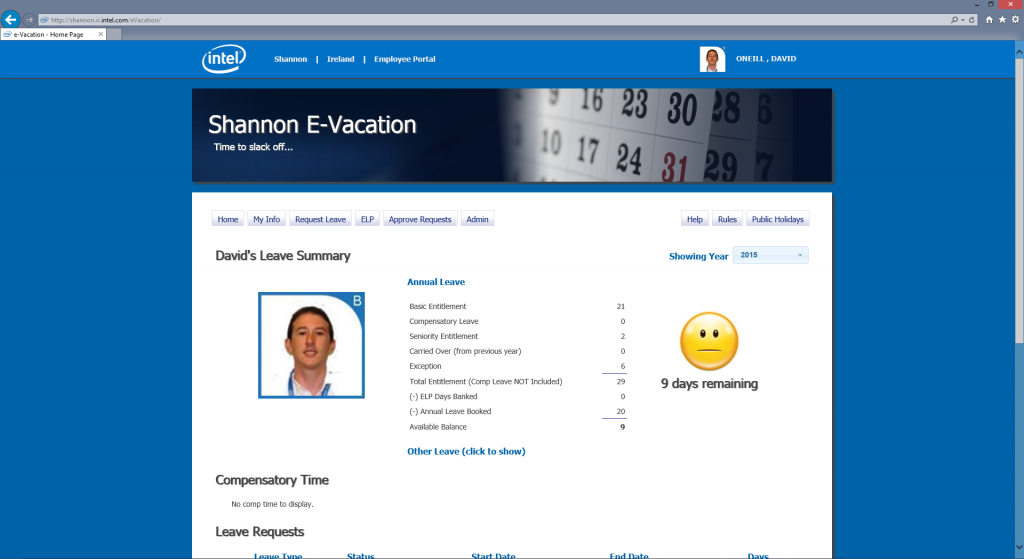 http://shannon.ir.intel.com/eVacation/
e-Vacation - Home Page
intel
Shannon | Ireland | Employee Portal
ONEILL , DAVID
9 16 23 30 28 6
10 17 24 31 29 7
Shannon E-Vacation
Time to slack off...
Home My Info Request Leave ELP Approve Requests Admin Help Rules Public Holidays
David's Leave Summary
Showing Year 2015
B
Annual Leave
Basic Entitlement 21
Compensatory Leave 0
Seniority Entitlement 2
Carried Over (from previous year) 0
Exception 6
Total Entitlement (Comp Leave NOT Included) 29
(-) ELP Days Banked 0
(-) Annual Leave Booked 20
Available Balance 9
9 days remaining
Other Leave (click to show)
Compensatory Time
No comp time to display.
Leave Requests
Leave Type Status Start Date End Date Days